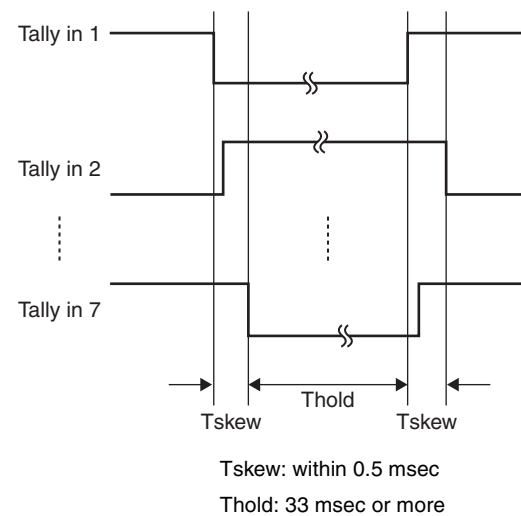 Tally in 1
Tally in 2
Tally in 7
Thold
Tskew
Tskew
Tskew: within 0.5 msec
Thold: 33 msec or more